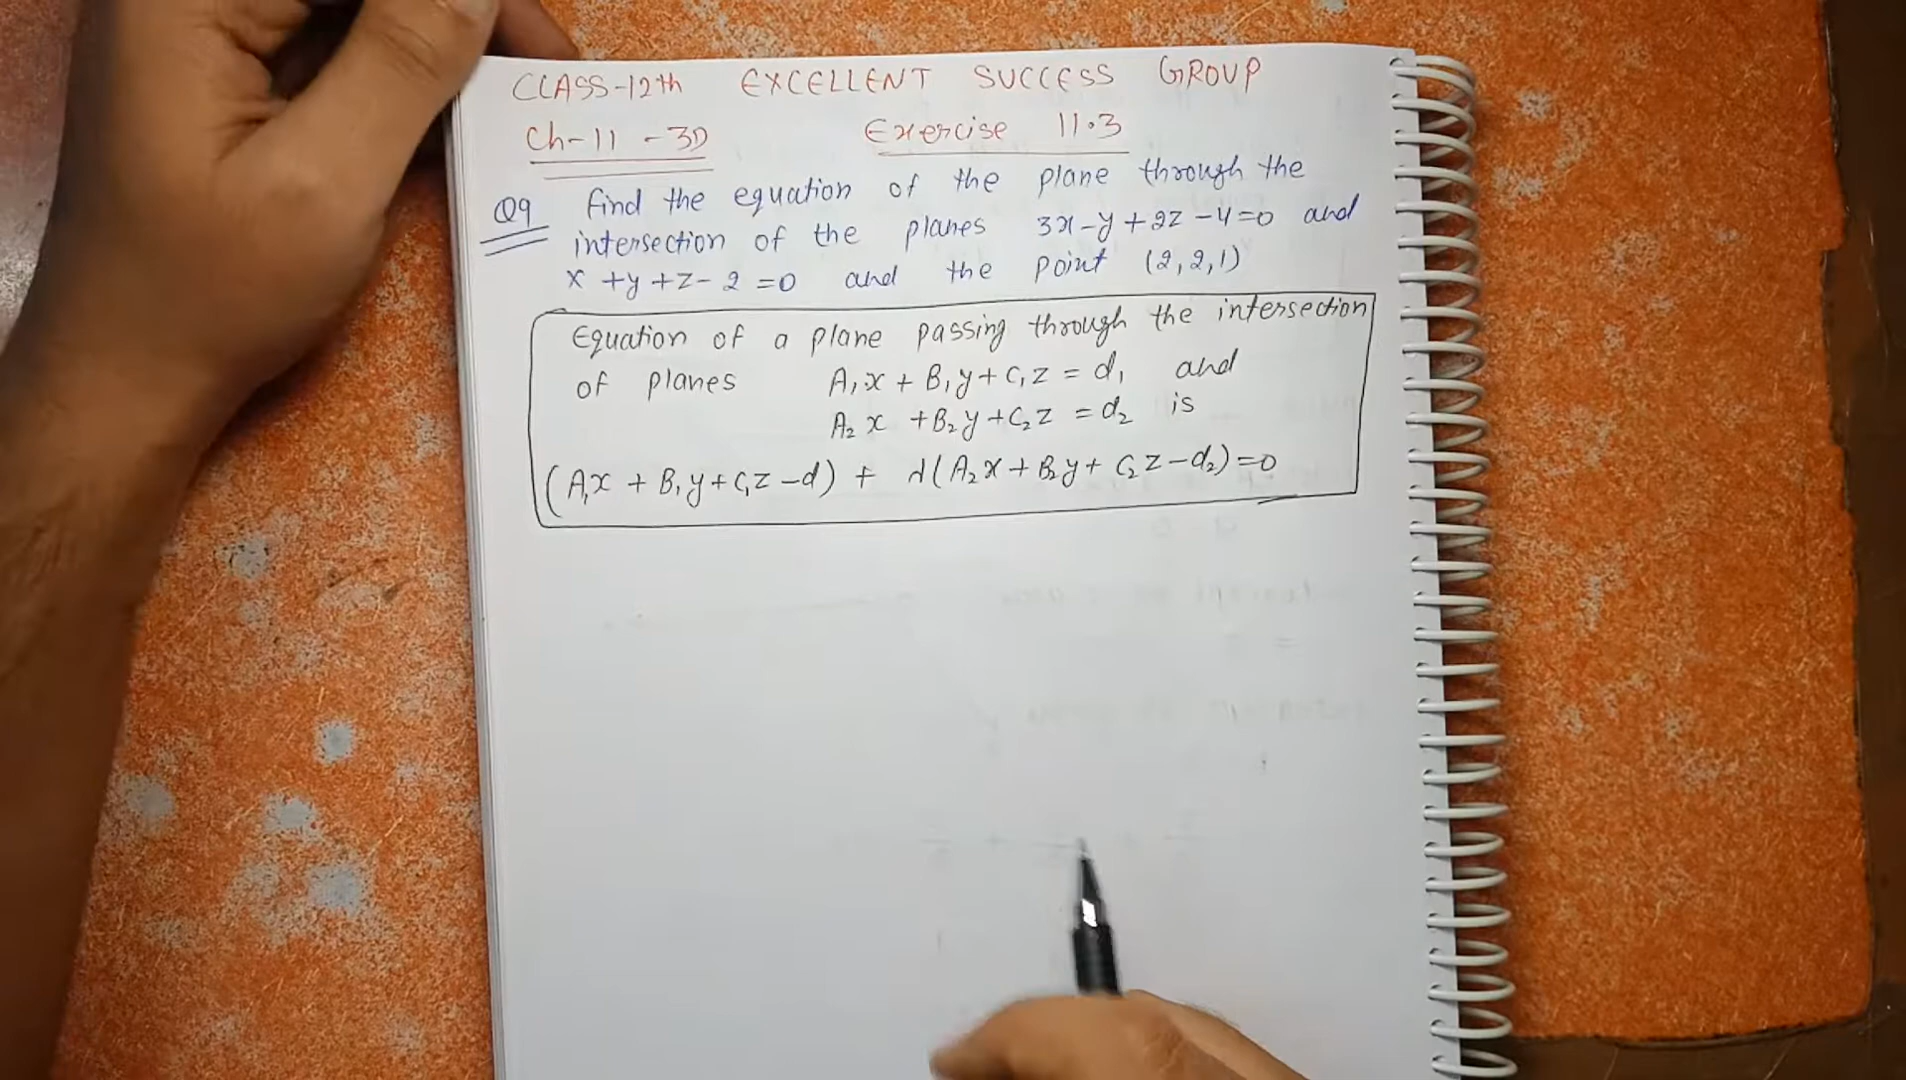 CLASS-12th EXCELLENT SUCCESS GROUP
Ch-11 -3D Exercise 11.3
Q9 Find the equation of the plane through the
intersection of the planes 3x-y+2z-4=0 and
x+y+z-2=0 and the point (2,2,1)
Equation of a plane passing through the intersection
of planes A₁x + B₁y + C₁z = d₁ and
A₂x + B₂y + C₂z = d₂ is
(A₁x + B₁y + C₁z - d) + λ(A₂x + B₂y + C₂z - d₂) = 0